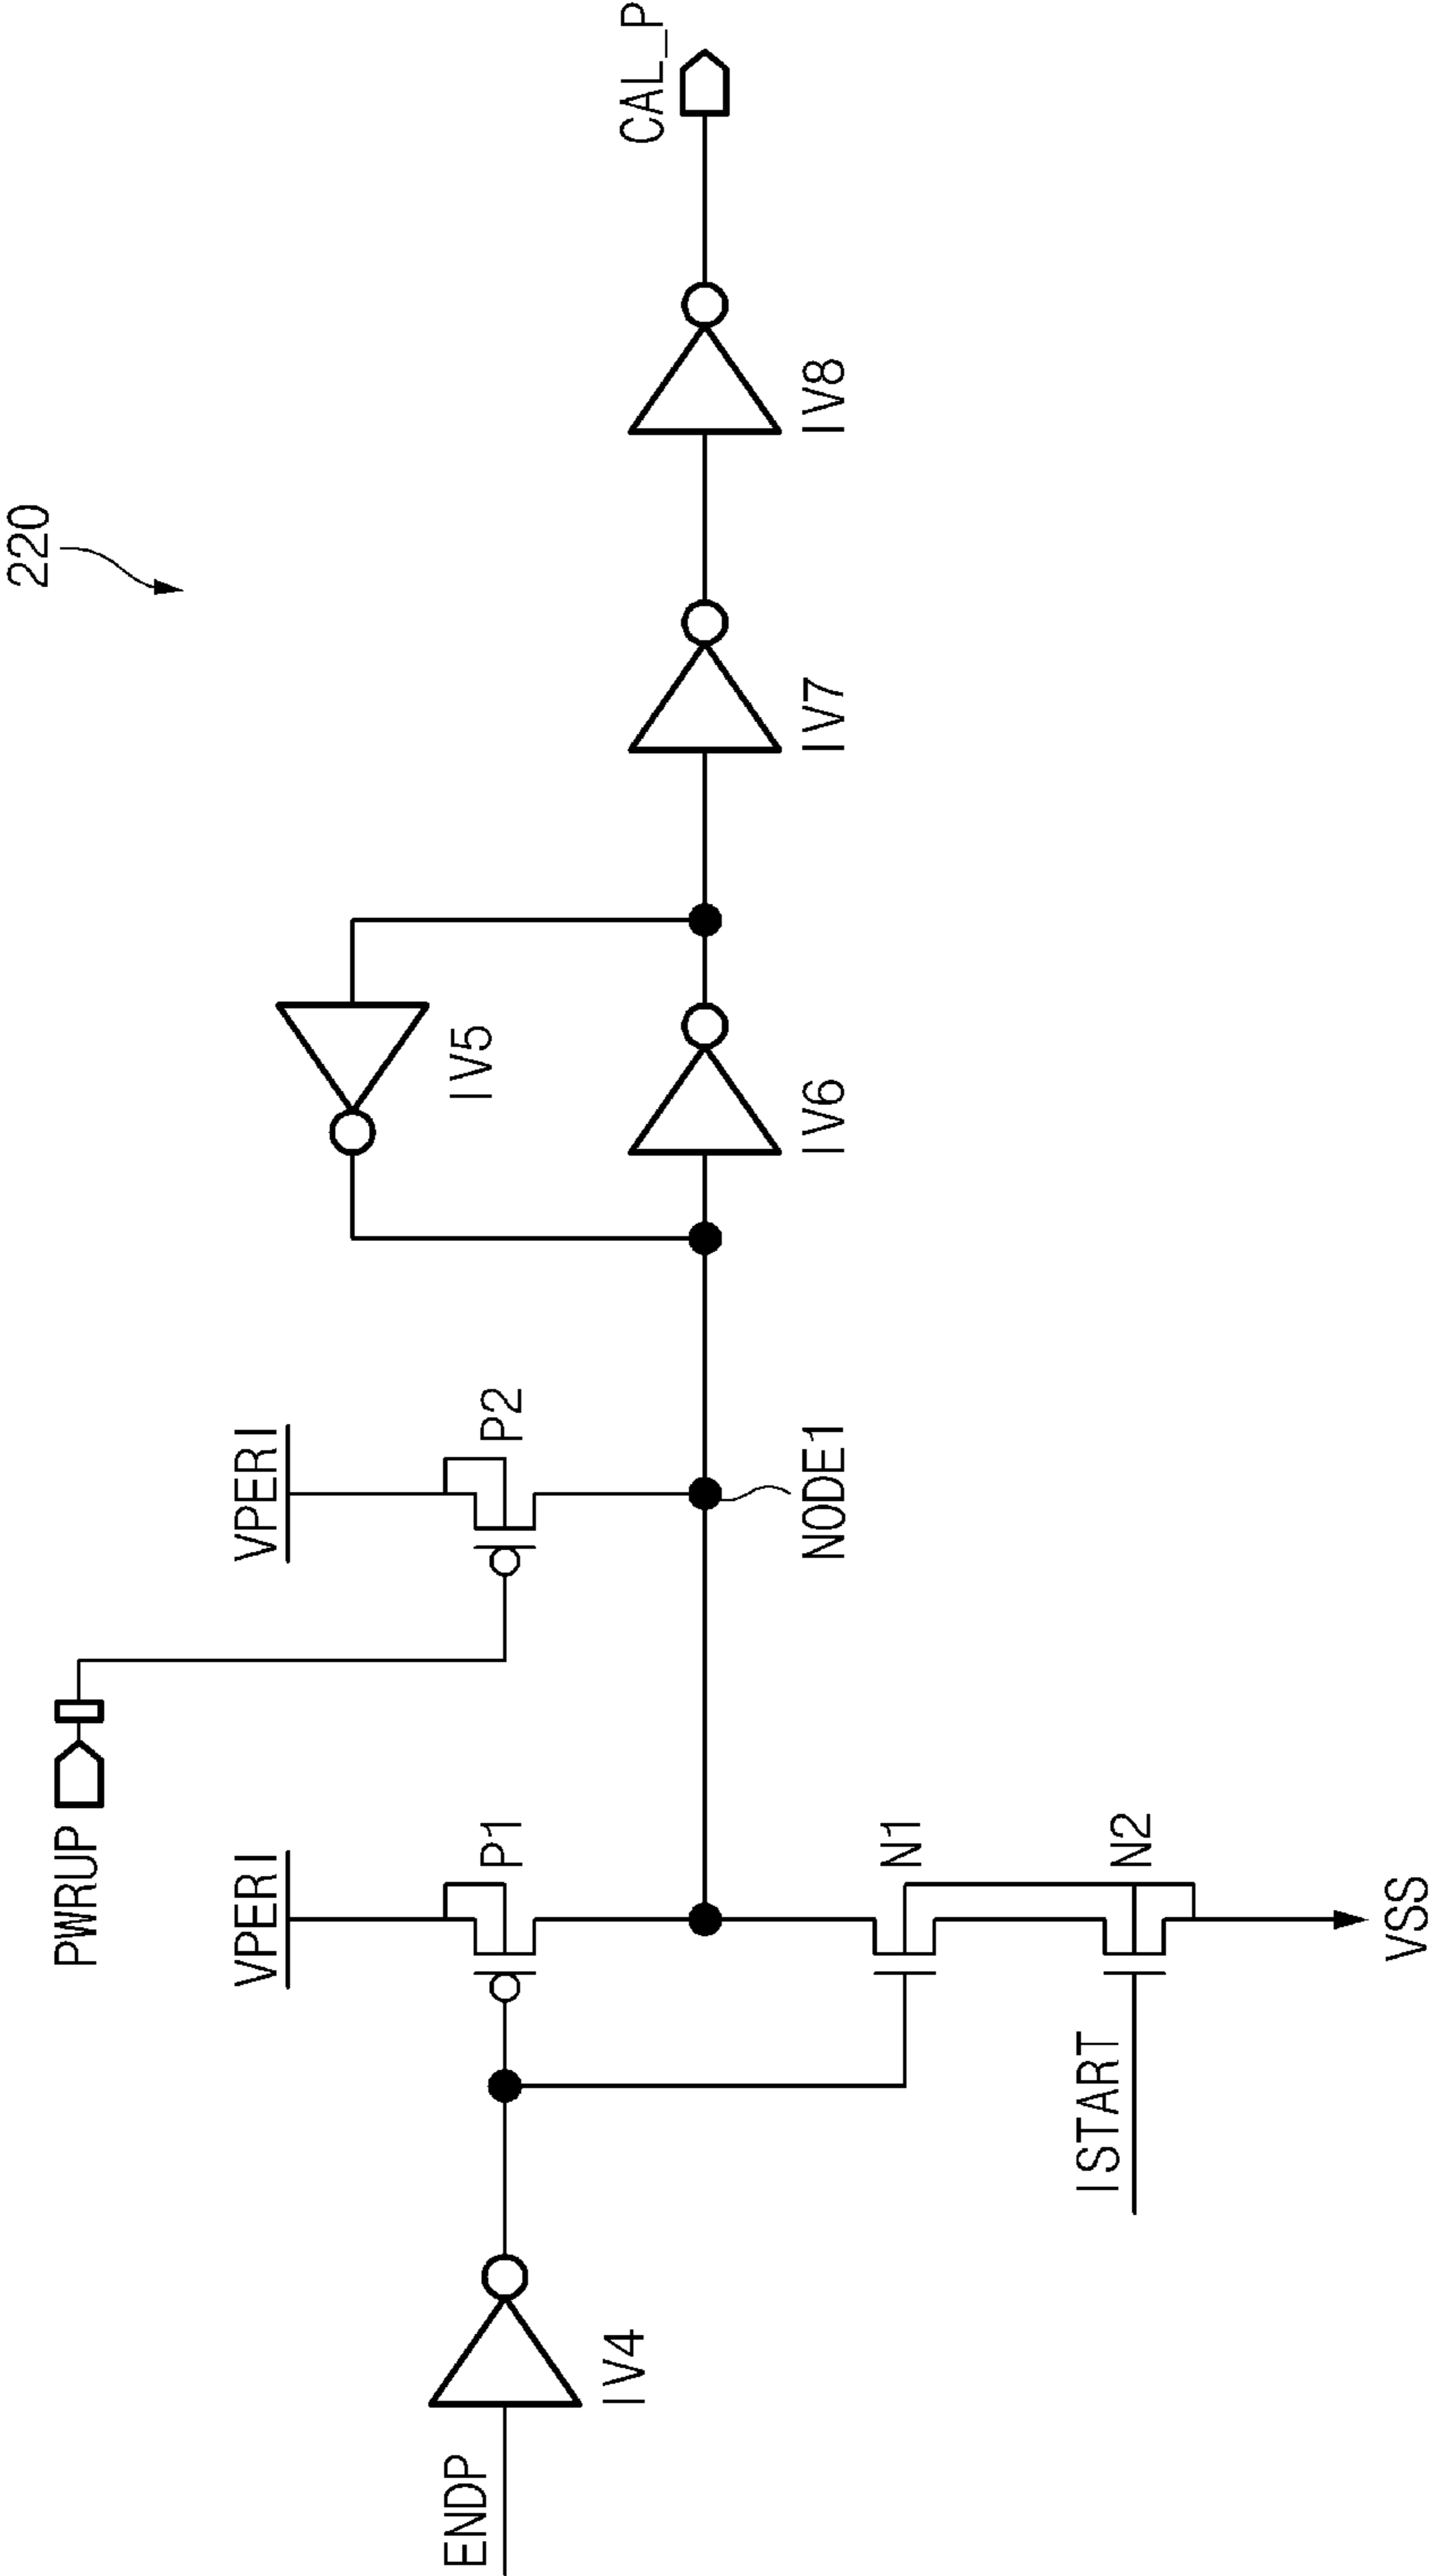 220
PWRUP
VPERI
VPERI
P1
P2
IV5
CAL_P
ENDP
IV4
NODE1
IV6
IV7
IV8
N1
ISTART
N2
VSS